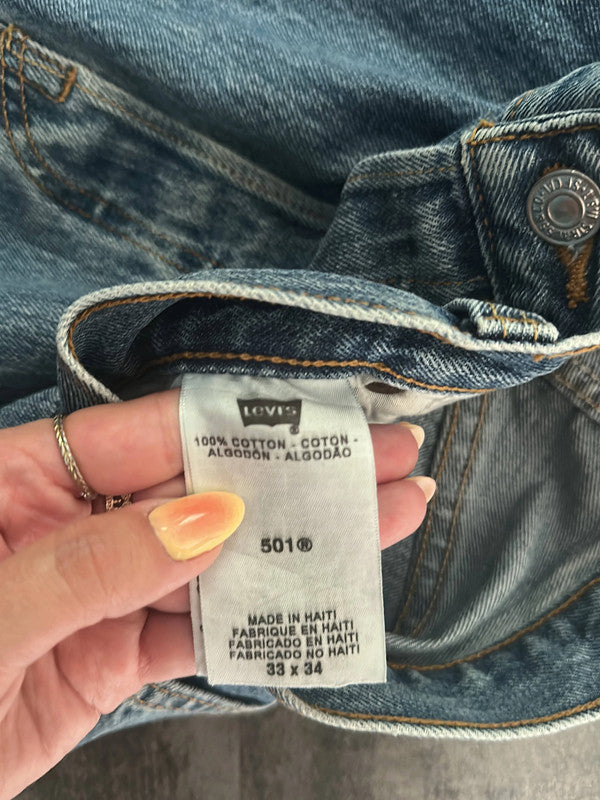 LEVI'S
®
100% COTTON - COTON -
ALGODÓN - ALGODÃO
501®
MADE IN HAITI
FABRIQUE EN HAITI
FABRICADO EN HAITI
FABRICADO NO HAITI
33 x 34